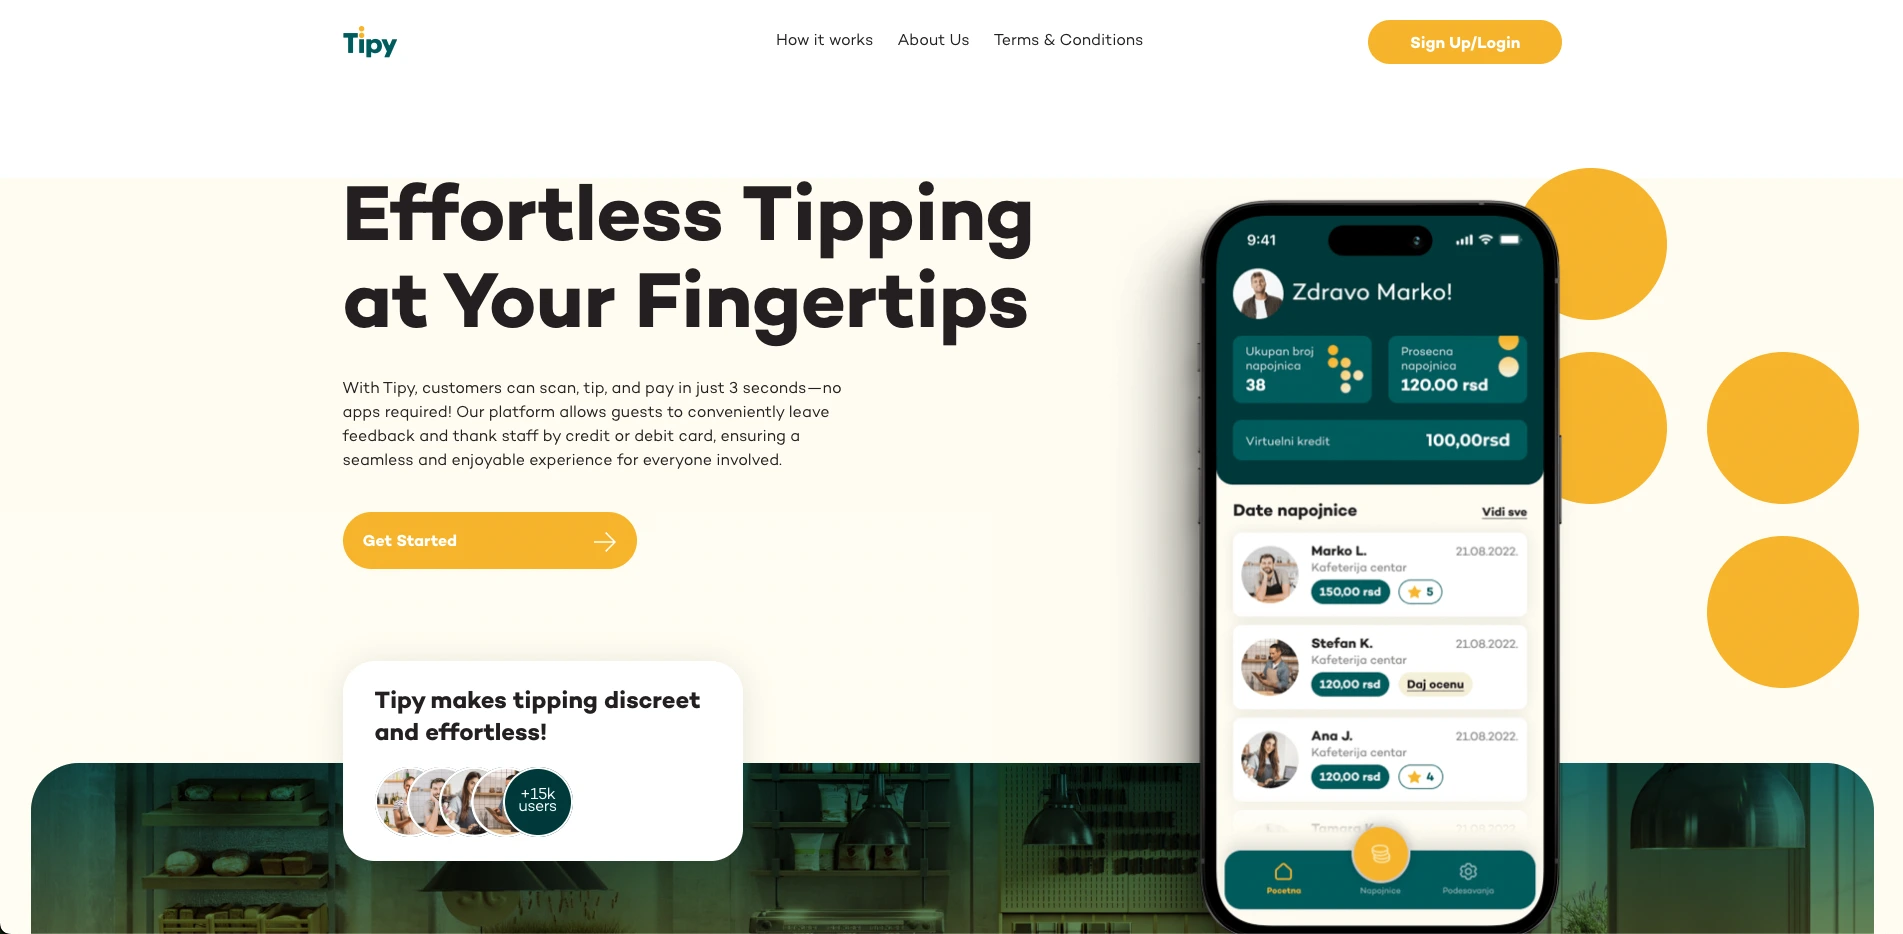 Tipy
How it works
About Us
Terms & Conditions
Sign Up/Login
Effortless Tipping
at Your Fingertips
With Tipy, customers can scan, tip, and pay in just 3 seconds—no
apps required! Our platform allows guests to conveniently leave
feedback and thank staff by credit or debit card, ensuring a
seamless and enjoyable experience for everyone involved.
Get Started
Tipy makes tipping discreet
and effortless!
+15k
users
9:41
Zdravo Marko!
Ukupan broj
napojnica
38
Prosecna
napojnica
120.00 rsd
Virtuelni kredit
100,00rsd
Date napojnice
Vidi sve
Marko L.
21.08.2022.
Kafeterija centar
150,00 rsd
5
Stefan K.
21.08.2022.
Kafeterija centar
120,00 rsd
Daj ocenu
Ana J.
21.08.2022.
Kafeterija centar
120,00 rsd
4
Tamara K.
21.08.2022.
Pocetna
Napojnice
Podesavanja